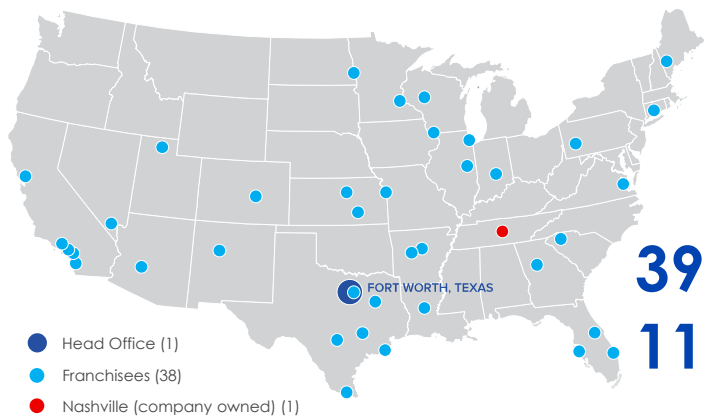 FORT WORTH, TEXAS
39
11
Head Office (1)
Franchisees (38)
Nashville (company owned) (1)